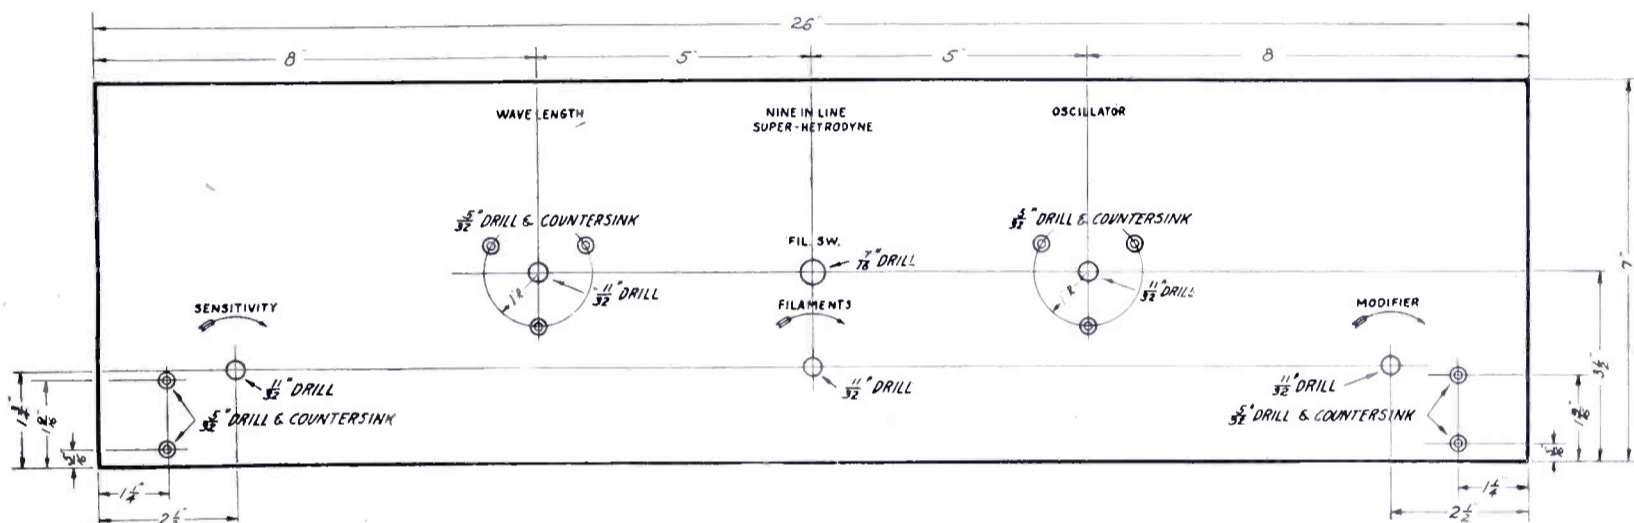 26"
8"
5"
5"
8
WAVE LENGTH
NINE IN LINE
SUPER-HETRODYNE
OSCILLATOR
5/32" DRILL & COUNTERSINK
5/32" DRILL & COUNTERSINK
FIL. SW.
7/16" DRILL
1"R
11/32" DRILL
1"R
11/32" DRILL
7"
SENSITIVITY
FILAMENTS
MODIFIER
3 1/2"
11/32" DRILL
11/32" DRILL
11/32" DRILL
5/32" DRILL & COUNTERSINK
5/32" DRILL & COUNTERSINK
1 1/4"
1 1/4"
2 1/2"
2 1/2"